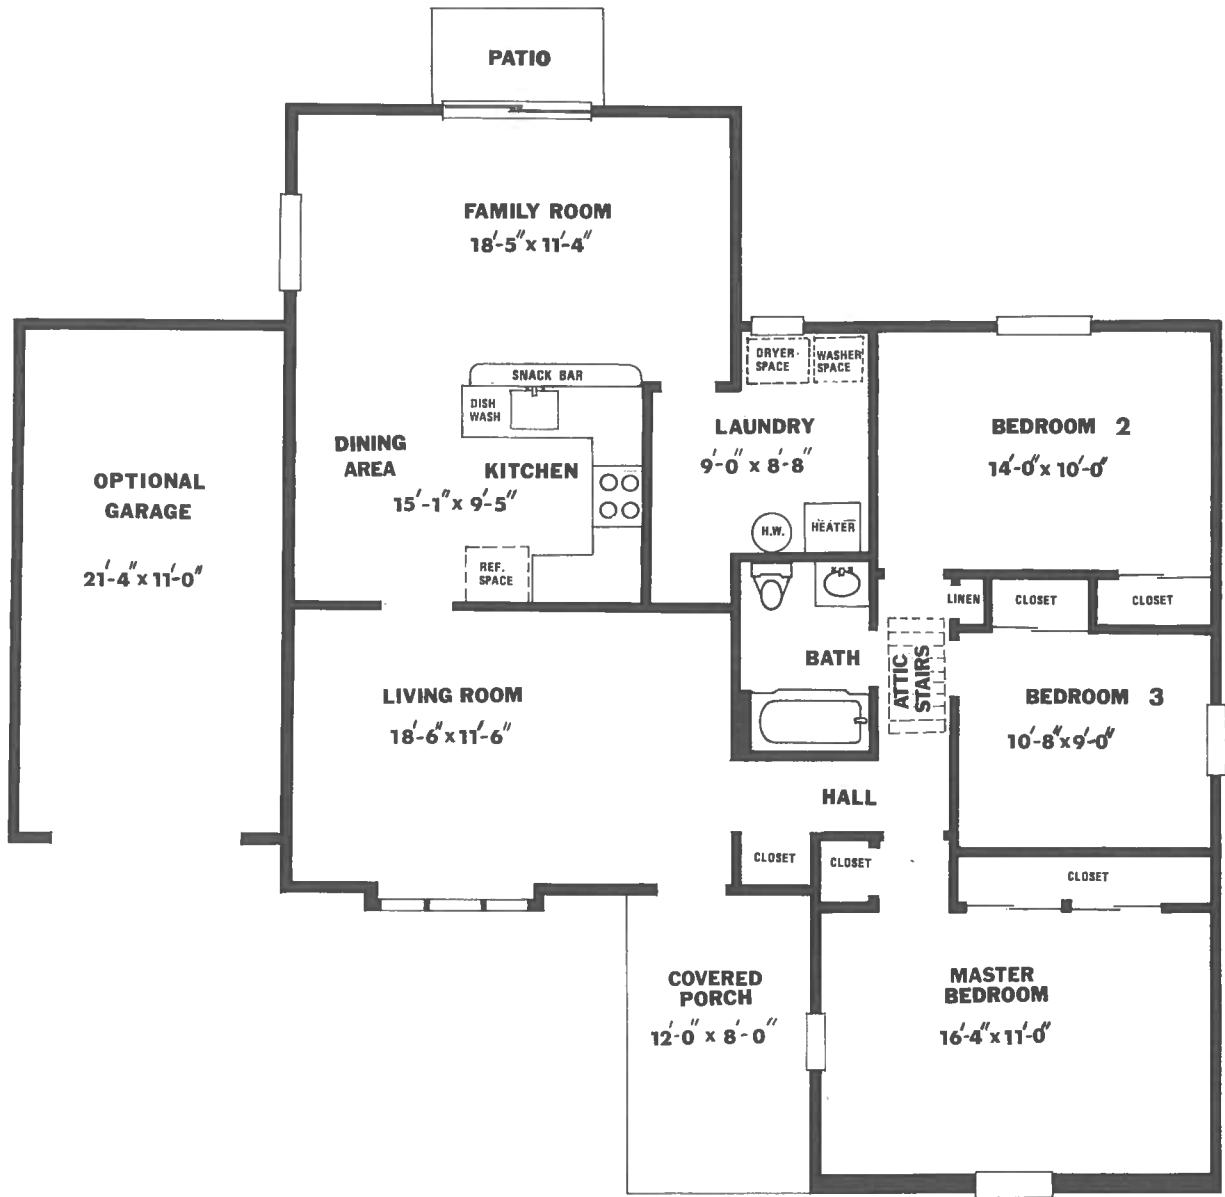 PATIO
FAMILY ROOM
18'-5" x 11'-4"
DRYER
SPACE
WASHER
SPACE
SNACK BAR
DISH
WASH
LAUNDRY
9'-0" x 8'-8"
BEDROOM 2
14'-0" x 10'-0"
DINING
AREA
KITCHEN
15'-1" x 9'-5"
OPTIONAL
GARAGE
21'-4" x 11'-0"
H.W.
HEATER
REF.
SPACE
LINEN
CLOSET
CLOSET
BATH
ATTIC
STAIRS
LIVING ROOM
18'-6" x 11'-6"
BEDROOM 3
10'-8" x 9'-0"
HALL
CLOSET
CLOSET
CLOSET
COVERED
PORCH
12'-0" x 8'-0"
MASTER
BEDROOM
16'-4" x 11'-0"